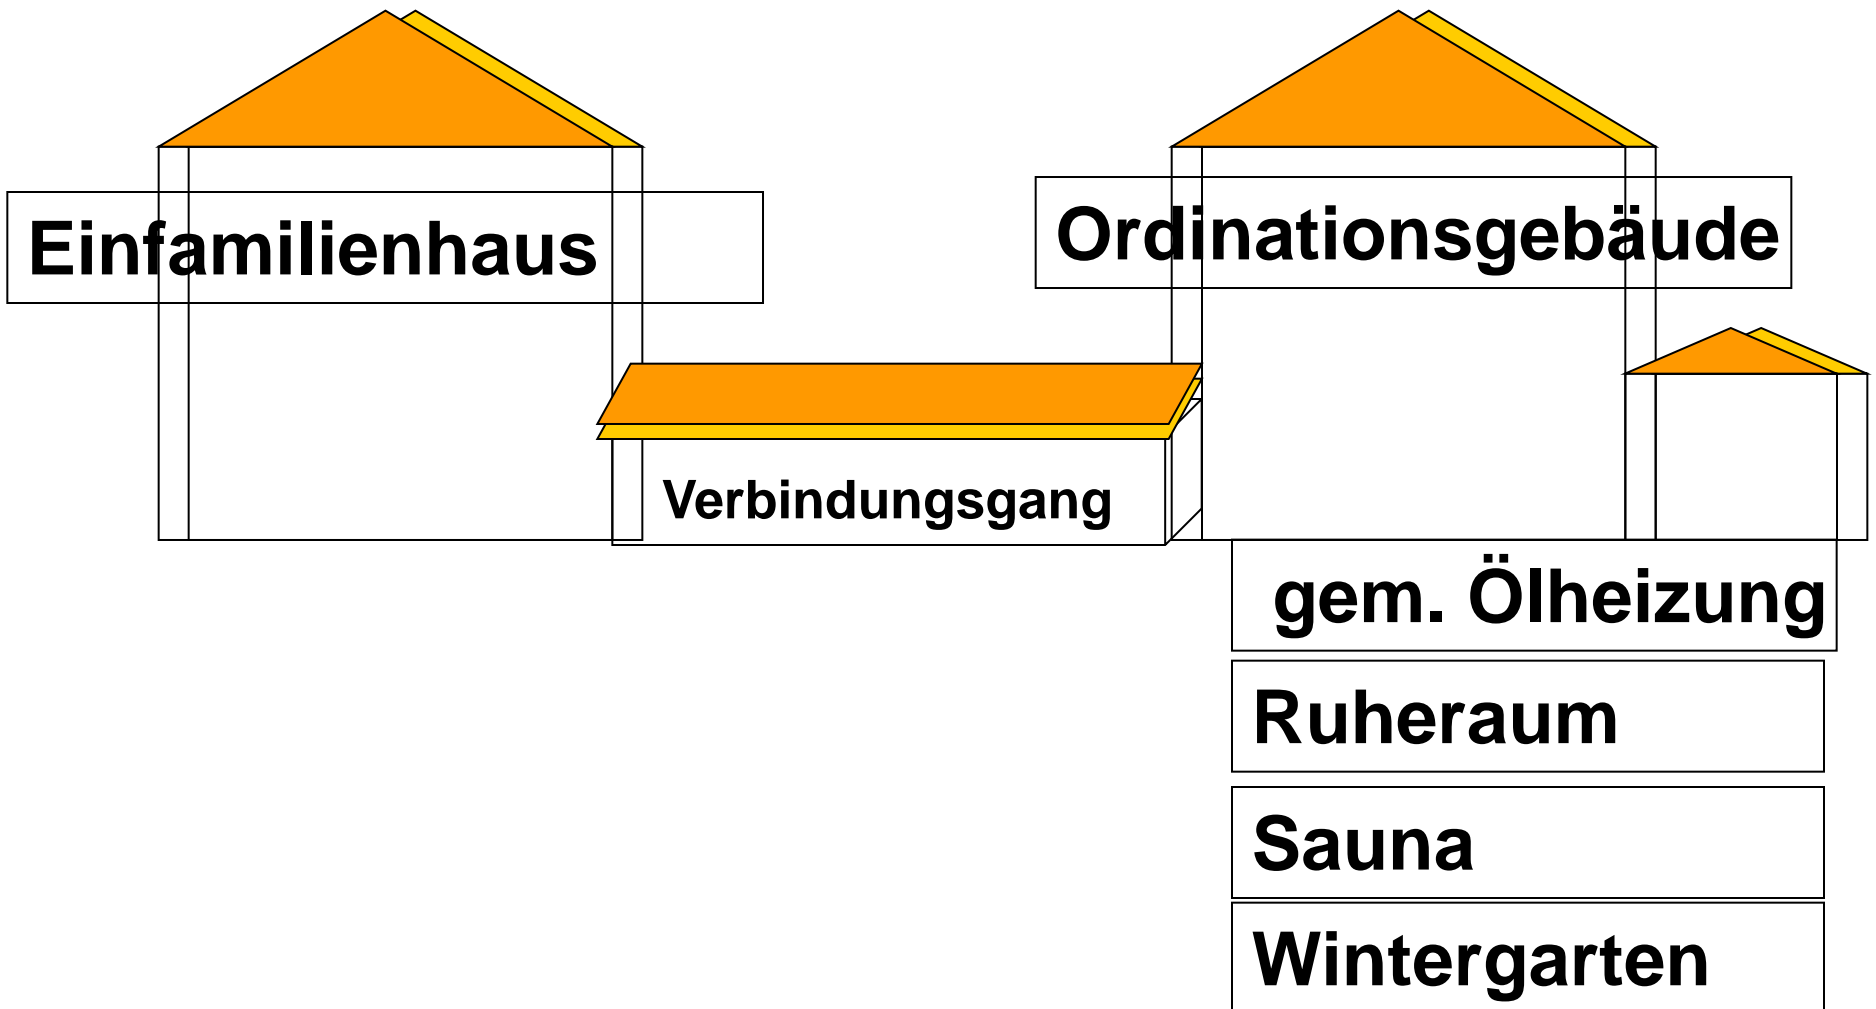 Einfamilienhaus
Ordinationsgebäude
Verbindungsgang
gem. Ölheizung
Ruheraum
Sauna
Wintergarten